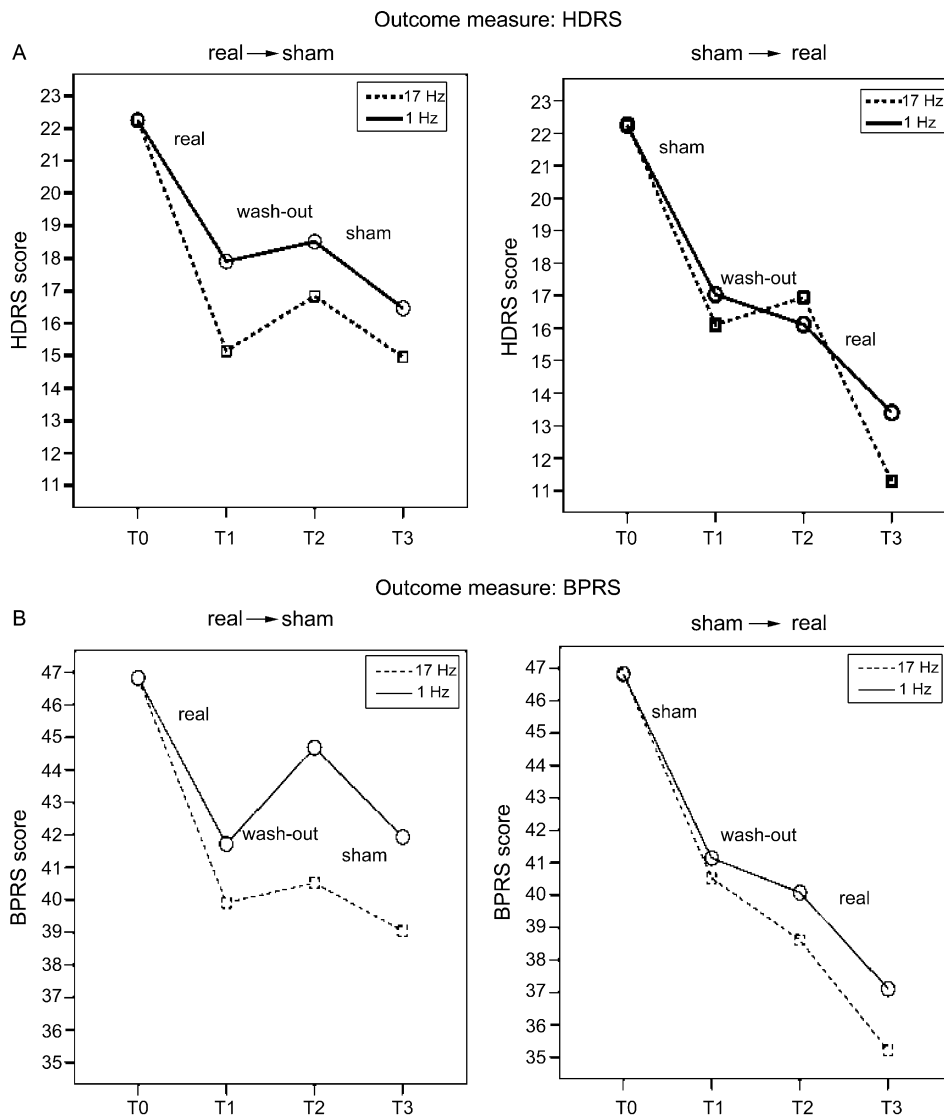 Outcome measure: HDRS
A
real → sham
sham → real
23
22
21
20
19
18
17
16
15
14
13
12
11
HDRS score
17 Hz
1 Hz
real
wash-out
sham
T0 T1 T2 T3
23
22
21
20
19
18
17
16
15
14
13
12
11
HDRS score
17 Hz
1 Hz
sham
wash-out
real
T0 T1 T2 T3
Outcome measure: BPRS
B
real → sham
sham → real
47
46
45
44
43
42
41
40
39
38
37
36
35
BPRS score
17 Hz
1 Hz
real
wash-out
sham
T0 T1 T2 T3
47
46
45
44
43
42
41
40
39
38
37
36
35
BPRS score
17 Hz
1 Hz
sham
wash-out
real
T0 T1 T2 T3